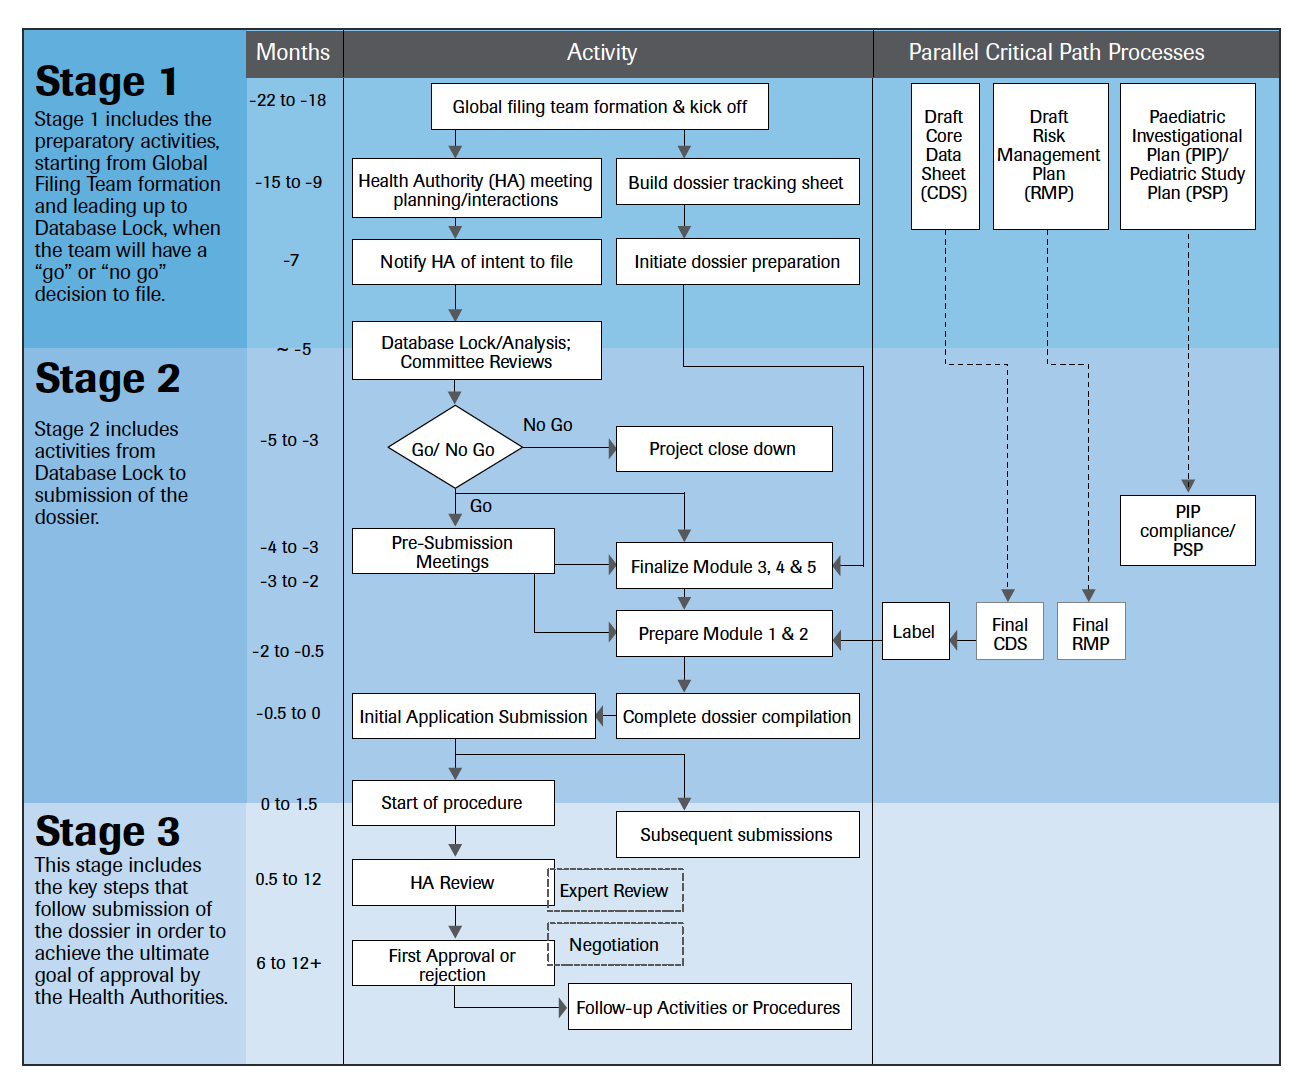 Months
Activity
Parallel Critical Path Processes
Stage 1
Stage 1 includes the
preparatory activities,
starting from Global
Filing Team formation
and leading up to
Database Lock, when
the team will have a
“go” or “no go”
decision to file.
-22 to -18
Global filing team formation & kick off
Draft
Core
Data
Sheet
(CDS)
Draft
Risk
Management
Plan
(RMP)
Paediatric
Investigational
Plan (PIP)/
Pediatric Study
Plan (PSP)
-15 to -9
Health Authority (HA) meeting
planning/interactions
Build dossier tracking sheet
-7
Notify HA of intent to file
Initiate dossier preparation
~ -5
Database Lock/Analysis;
Committee Reviews
Stage 2
Stage 2 includes
activities from
Database Lock to
submission of the
dossier.
-5 to -3
Go/ No Go
No Go
Project close down
Go
-4 to -3
Pre-Submission
Meetings
PIP
compliance/
PSP
-3 to -2
Finalize Module 3, 4 & 5
-2 to -0.5
Prepare Module 1 & 2
Label
Final
CDS
Final
RMP
-0.5 to 0
Initial Application Submission
Complete dossier compilation
0 to 1.5
Start of procedure
Subsequent submissions
Stage 3
This stage includes
the key steps that
follow submission of
the dossier in order to
achieve the ultimate
goal of approval by
the Health Authorities.
0.5 to 12
HA Review
Expert Review
Negotiation
6 to 12+
First Approval or
rejection
Follow-up Activities or Procedures